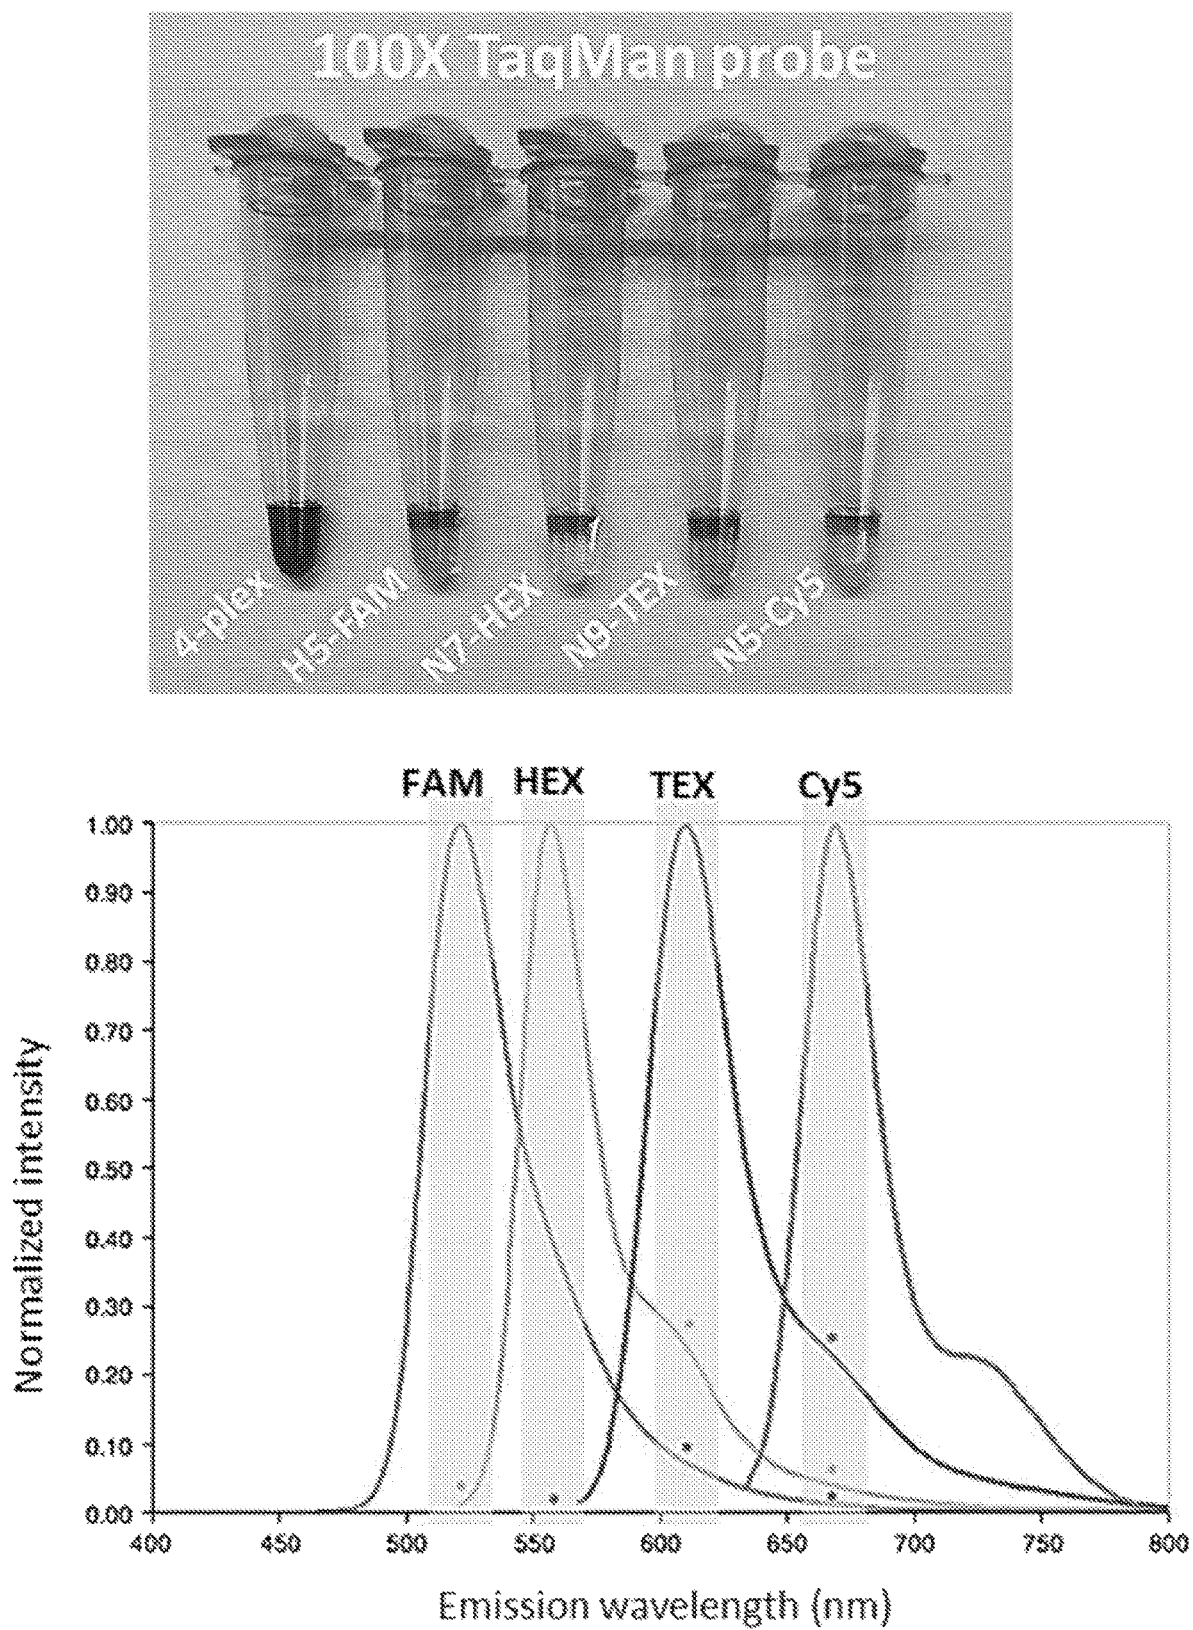 100X TaqMan probe
4-plex
H5-FAM
N7-HEX
N9-TEX
N5-Cy5
FAM HEX TEX Cy5
1.00
0.90
0.80
0.70
0.60
0.50
0.40
0.30
0.20
0.10
0.00
Normalized intensity
400 450 500 550 600 650 700 750 800
Emission wavelength (nm)